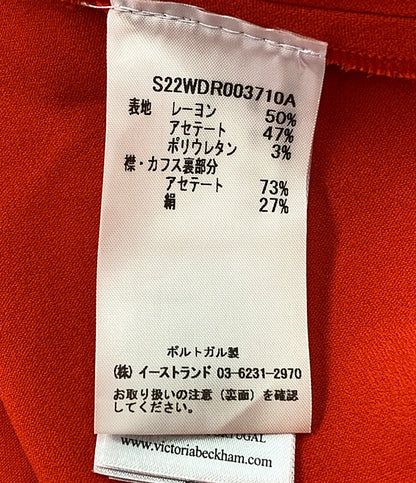 S22WDR003710A
表地 レーヨン 50%
アセテート 47%
ポリウレタン 3%
襟・カフス裏部分
アセテート 73%
絹 27%
ポルトガル製
(株) イーストランド 03-6231-2970
お取り扱いの注意（裏面）を確認
してください。
PORTUGAL
www.victoriabeckham.com